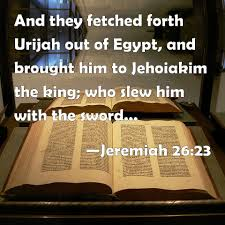 And they fetched forth
Urijah out of Egypt, and
brought him to Jehoiakim
the king; who slew him
with the sword...
—Jeremiah 26:23